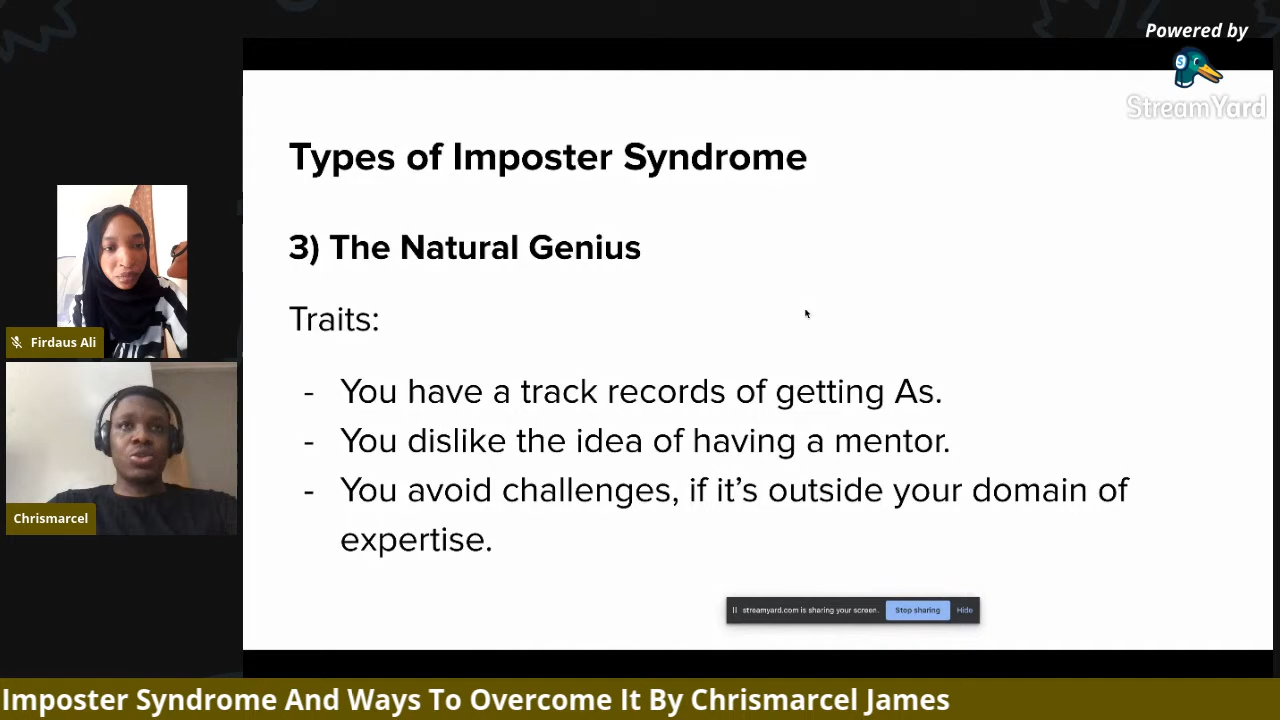 Powered by
StreamYard
Types of Imposter Syndrome
3) The Natural Genius
Traits:
- You have a track records of getting As.
- You dislike the idea of having a mentor.
- You avoid challenges, if it's outside your domain of
expertise.
Firdaus Ali
Chrismarcel
streamyard.com is sharing your screen. Stop sharing Hide
Imposter Syndrome And Ways To Overcome It By Chrismarcel James